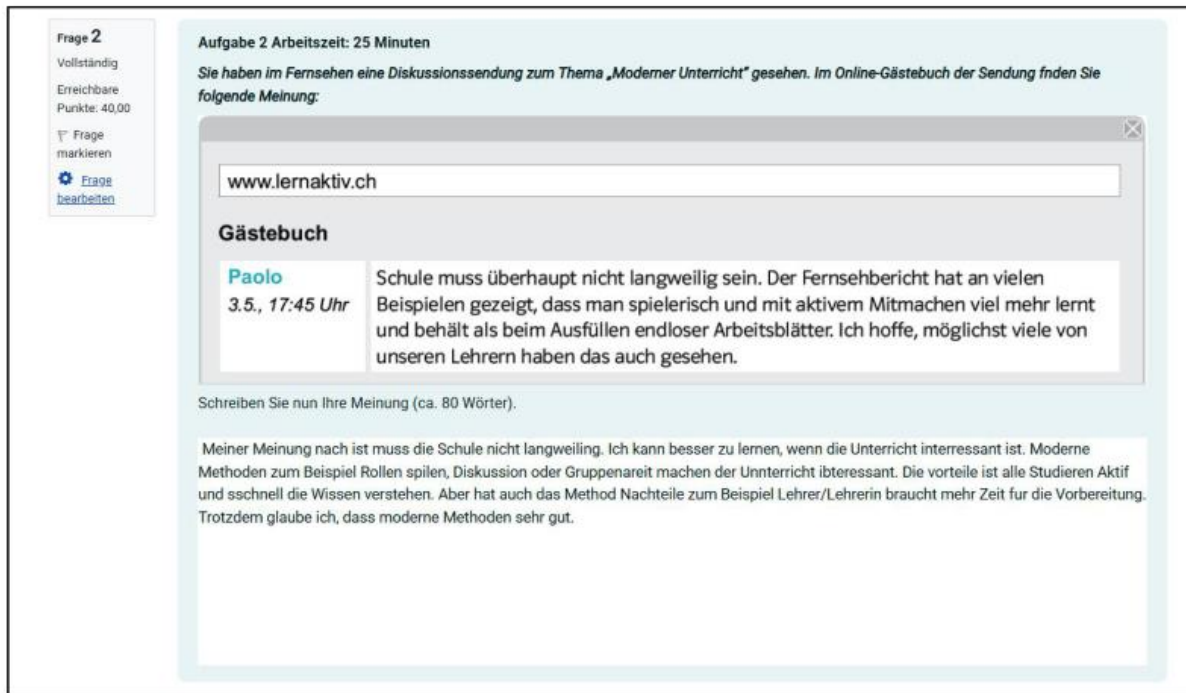 Frage 2
Vollständig
Erreichbare
Punkte: 40,00
Frage
markieren
Frage
bearbeiten
Aufgabe 2 Arbeitszeit: 25 Minuten
Sie haben im Fernsehen eine Diskussionssendung zum Thema „Moderner Unterricht" gesehen. Im Online-Gästebuch der Sendung fnden Sie
folgende Meinung:
www.lernaktiv.ch
Gästebuch
Paolo
3.5., 17:45 Uhr
Schule muss überhaupt nicht langweilig sein. Der Fernsehbericht hat an vielen
Beispielen gezeigt, dass man spielerisch und mit aktivem Mitmachen viel mehr lernt
und behält als beim Ausfüllen endloser Arbeitsblätter. Ich hoffe, möglichst viele von
unseren Lehrern haben das auch gesehen.
Schreiben Sie nun Ihre Meinung (ca. 80 Wörter).
Meiner Meinung nach ist muss die Schule nicht langweiling. Ich kann besser zu lernen, wenn die Unterricht interressant ist. Moderne
Methoden zum Beispiel Rollen spilen, Diskussion oder Gruppenareit machen der Unnterricht ibteressant. Die vorteile ist alle Studieren Aktif
und sschnell die Wissen verstehen. Aber hat auch das Method Nachteile zum Beispiel Lehrer/Lehrerin braucht mehr Zeit fur die Vorbereitung.
Trotzdem glaube ich, dass moderne Methoden sehr gut.